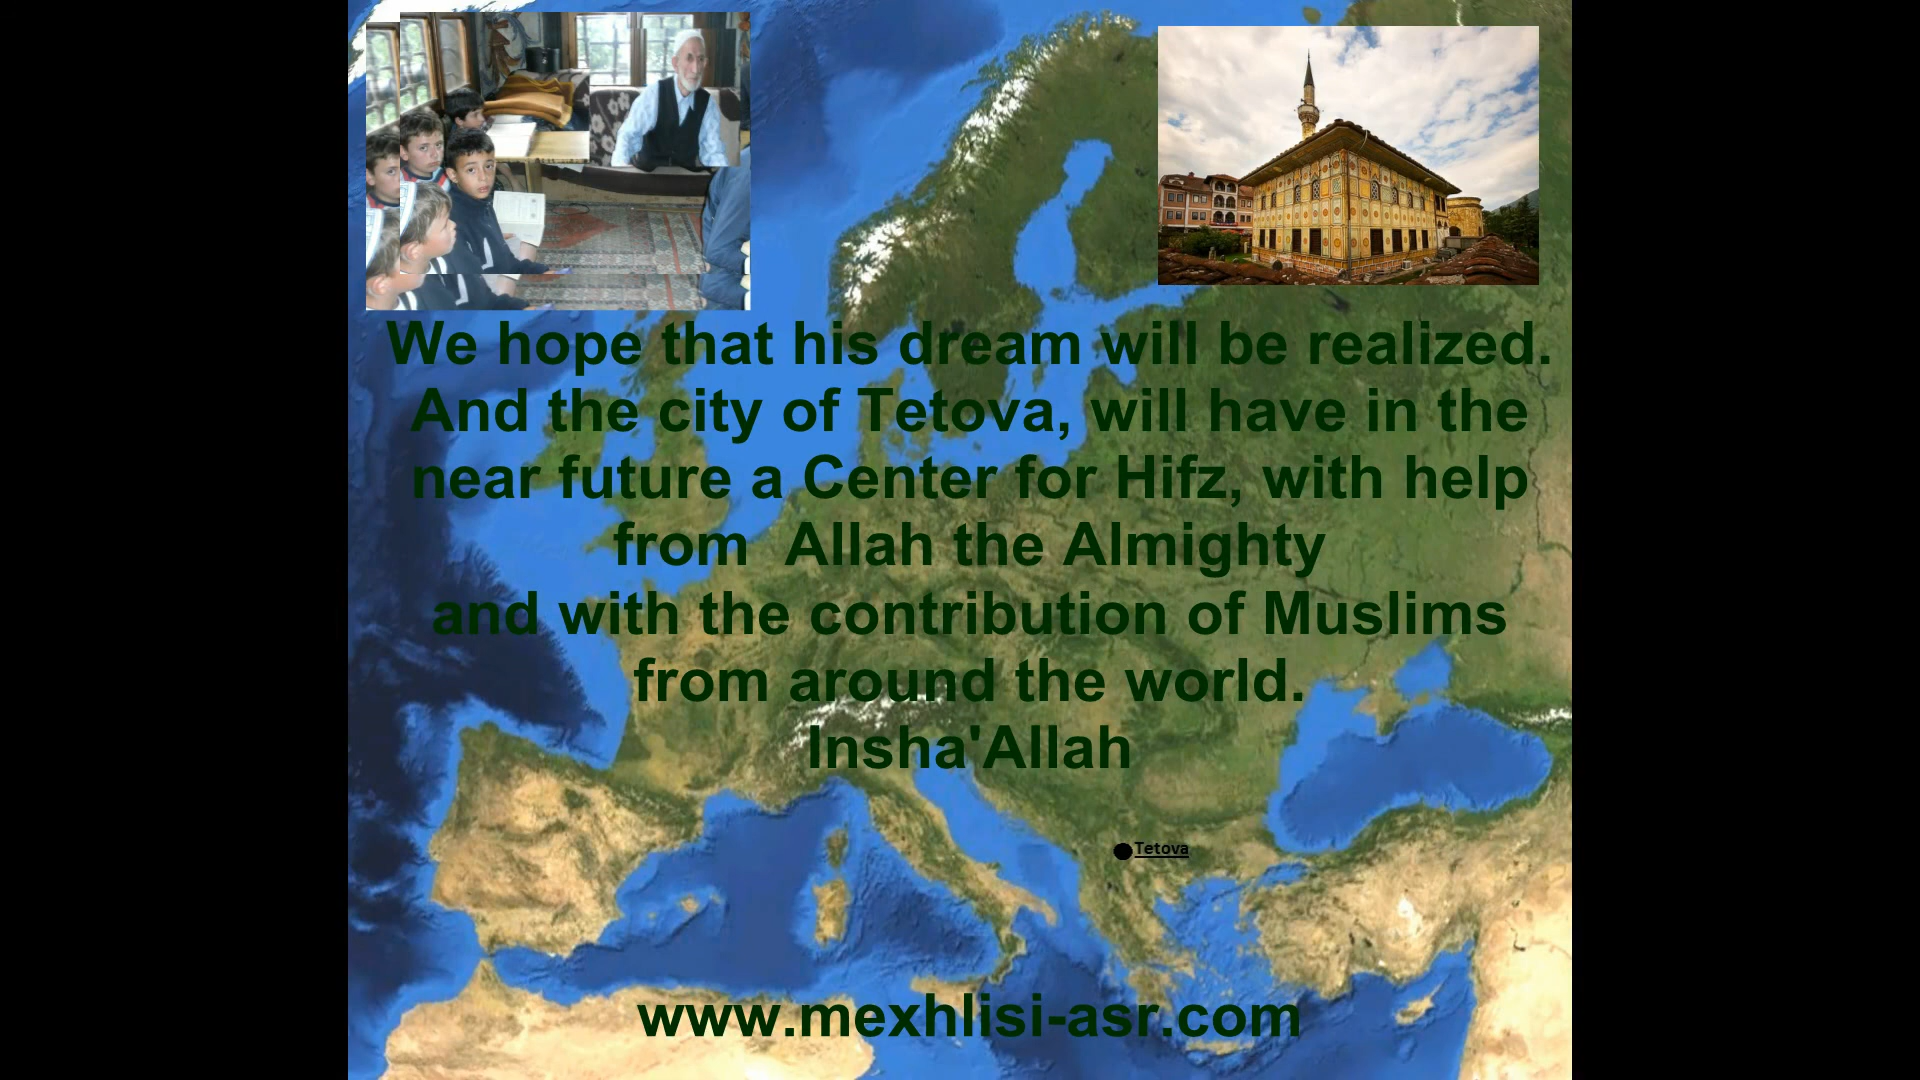 We hope that his dream will be realized.
And the city of Tetova, will have in the
near future a Center for Hifz, with help
from  Allah the Almighty
and with the contribution of Muslims
from around the world.
Insha'Allah
Tetova
www.mexhlisi-asr.com